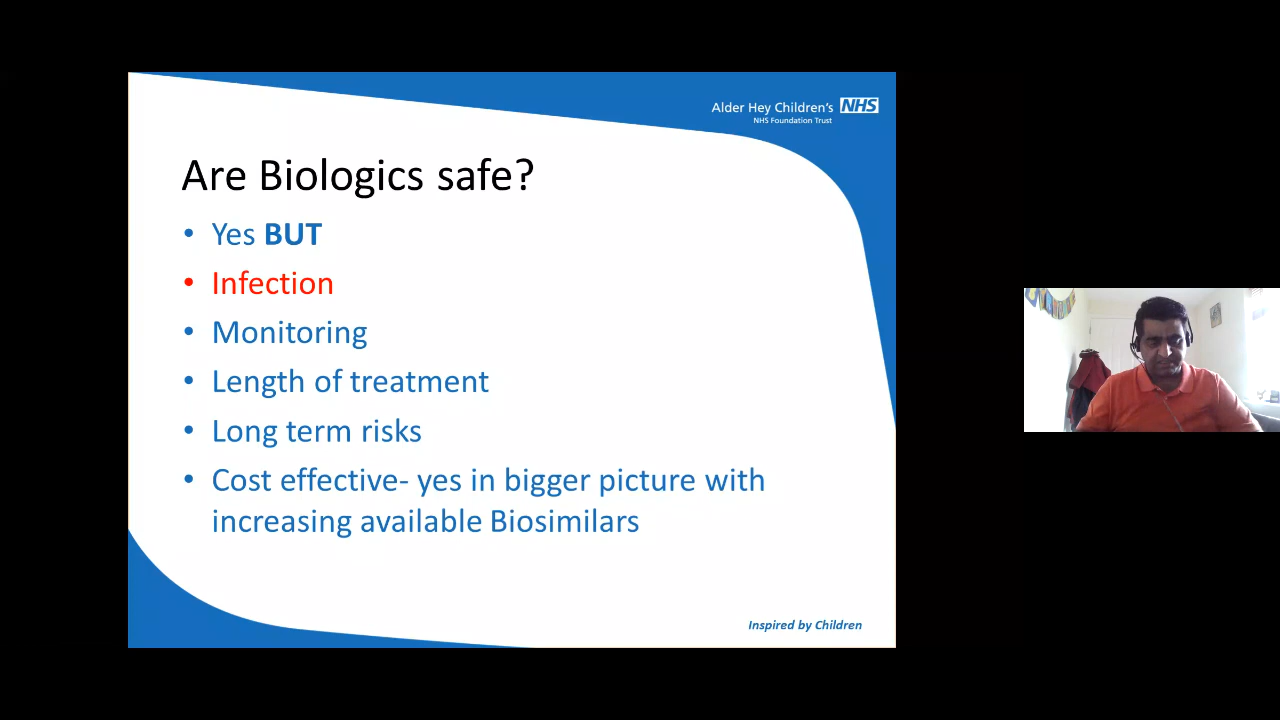 Alder Hey Children's NHS
NHS Foundation Trust
Are Biologics safe?
• Yes BUT
• Infection
• Monitoring
• Length of treatment
• Long term risks
• Cost effective- yes in bigger picture with
increasing available Biosimilars
Inspired by Children